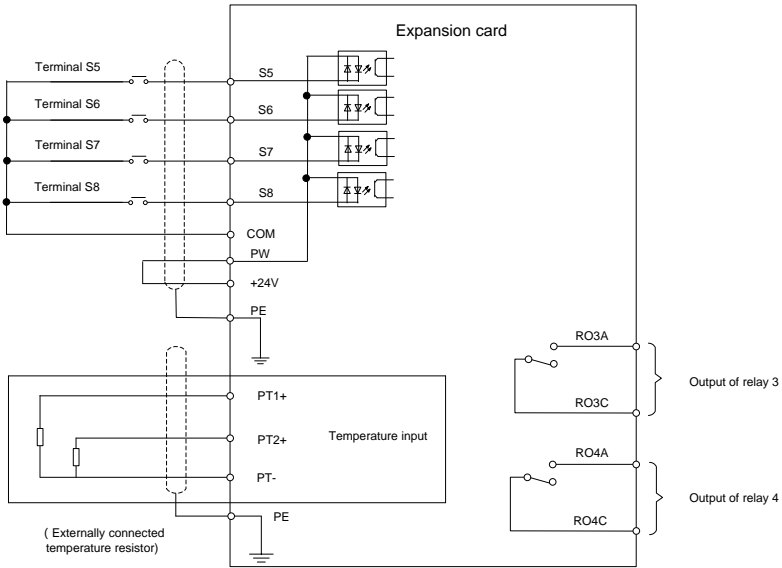 Expansion card
Terminal S5
S5
Terminal S6
S6
Terminal S7
S7
Terminal S8
S8
COM
PW
+24V
PE
RO3A
Output of relay 3
RO3C
PT1+
PT2+
Temperature input
PT-
RO4A
Output of relay 4
RO4C
PE
( Externally connected
temperature resistor)